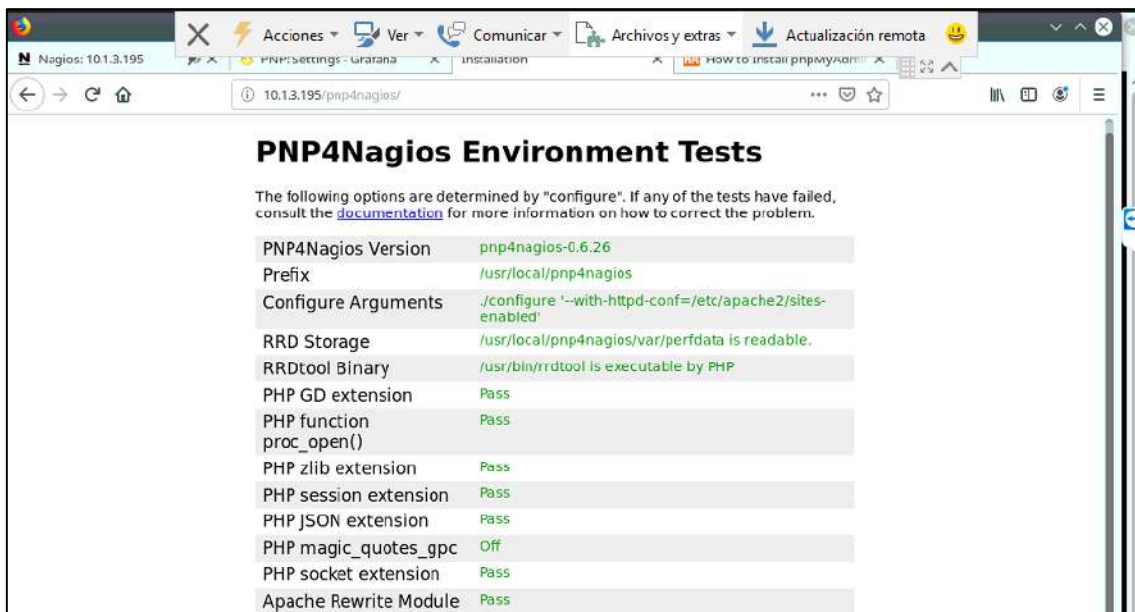 Acciones Ver Comunicar Archivos y extras Actualización remota
Nagios: 10.1.3.195 PNP: Settings - Grafana Installation How to Install phpMyAdmi
10.1.3.195/pnp4nagios/
PNP4Nagios Environment Tests
The following options are determined by "configure". If any of the tests have failed,
consult the documentation for more information on how to correct the problem.
PNP4Nagios Version pnp4nagios-0.6.26
Prefix /usr/local/pnp4nagios
Configure Arguments ./configure '--with-httpd-conf=/etc/apache2/sites-
enabled'
RRD Storage /usr/local/pnp4nagios/var/perfdata is readable.
RRDtool Binary /usr/bin/rrdtool is executable by PHP
PHP GD extension Pass
PHP function Pass
proc_open()
PHP zlib extension Pass
PHP session extension Pass
PHP JSON extension Pass
PHP magic_quotes_gpc Off
PHP socket extension Pass
Apache Rewrite Module Pass